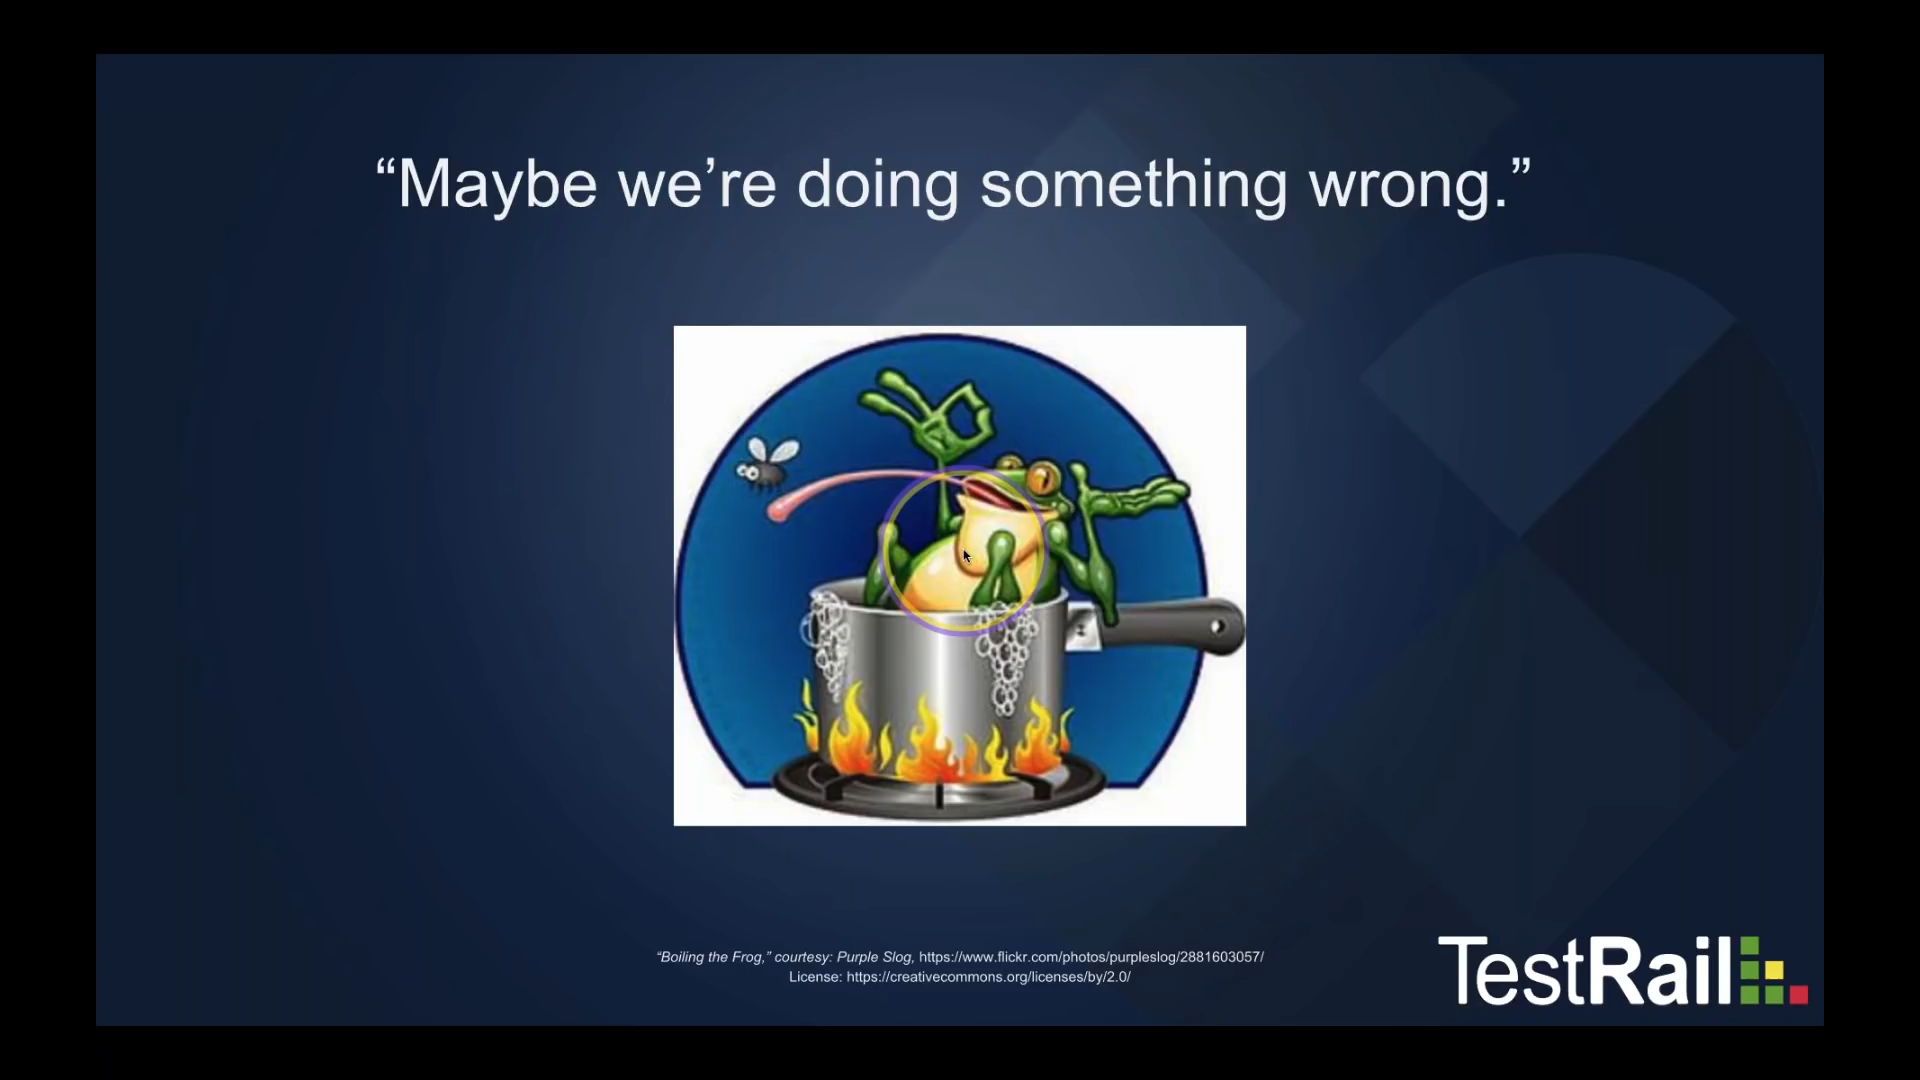 “Maybe we’re doing something wrong.”
“Boiling the Frog,” courtesy: Purple Slog, https://www.flickr.com/photos/purpleslog/2881603057/
License: https://creativecommons.org/licenses/by/2.0/
TestRail